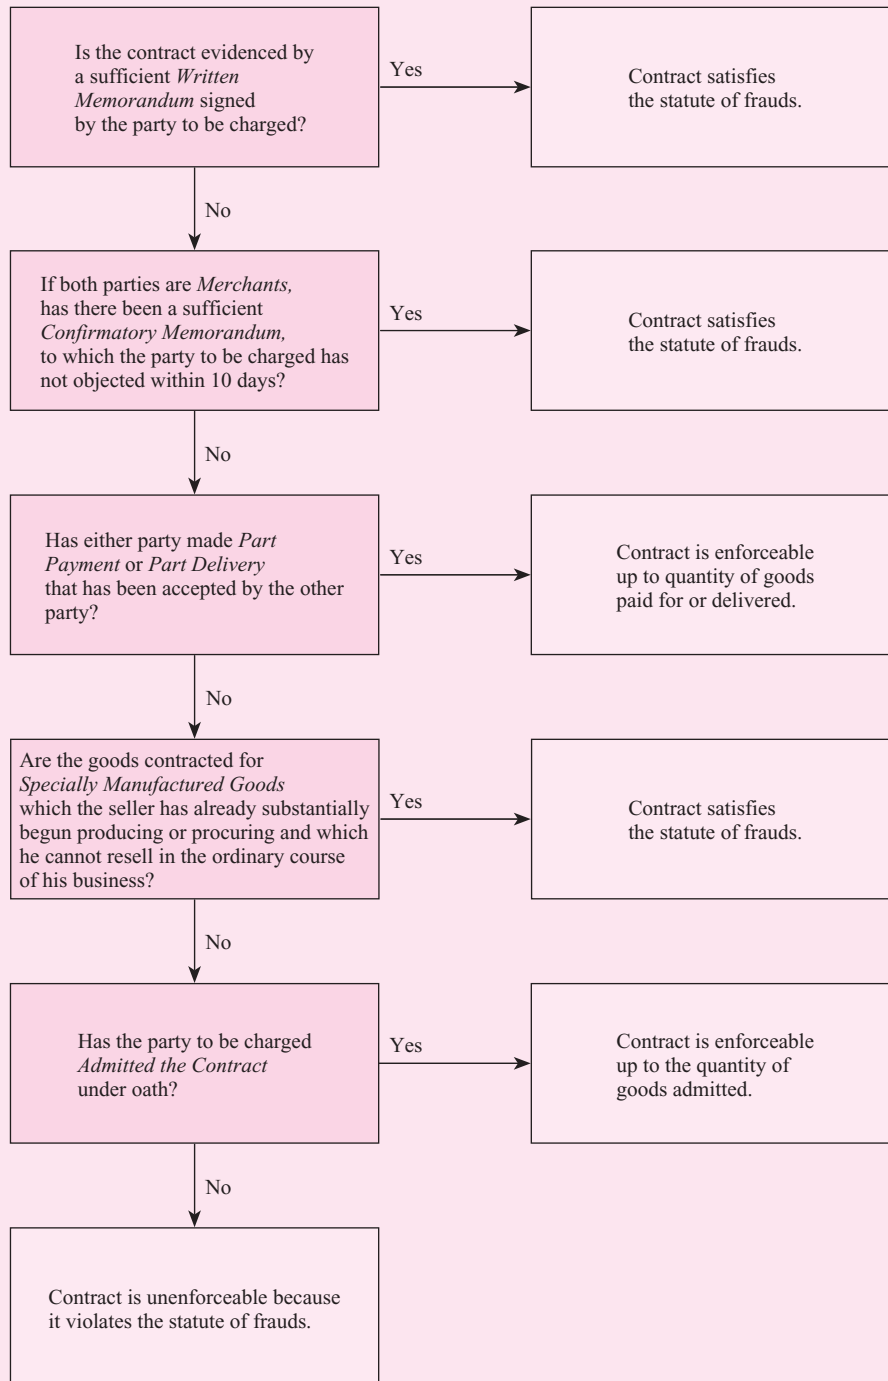 Is the contract evidenced by
a sufficient Written
Memorandum signed
by the party to be charged?
Yes
Contract satisfies
the statute of frauds.
No
If both parties are Merchants,
has there been a sufficient
Confirmatory Memorandum,
to which the party to be charged has
not objected within 10 days?
Yes
Contract satisfies
the statute of frauds.
No
Has either party made Part
Payment or Part Delivery
that has been accepted by the other
party?
Yes
Contract is enforceable
up to quantity of goods
paid for or delivered.
No
Are the goods contracted for
Specially Manufactured Goods
which the seller has already substantially
begun producing or procuring and which
he cannot resell in the ordinary course
of his business?
Yes
Contract satisfies
the statute of frauds.
No
Has the party to be charged
Admitted the Contract
under oath?
Yes
Contract is enforceable
up to the quantity of
goods admitted.
No
Contract is unenforceable because
it violates the statute of frauds.